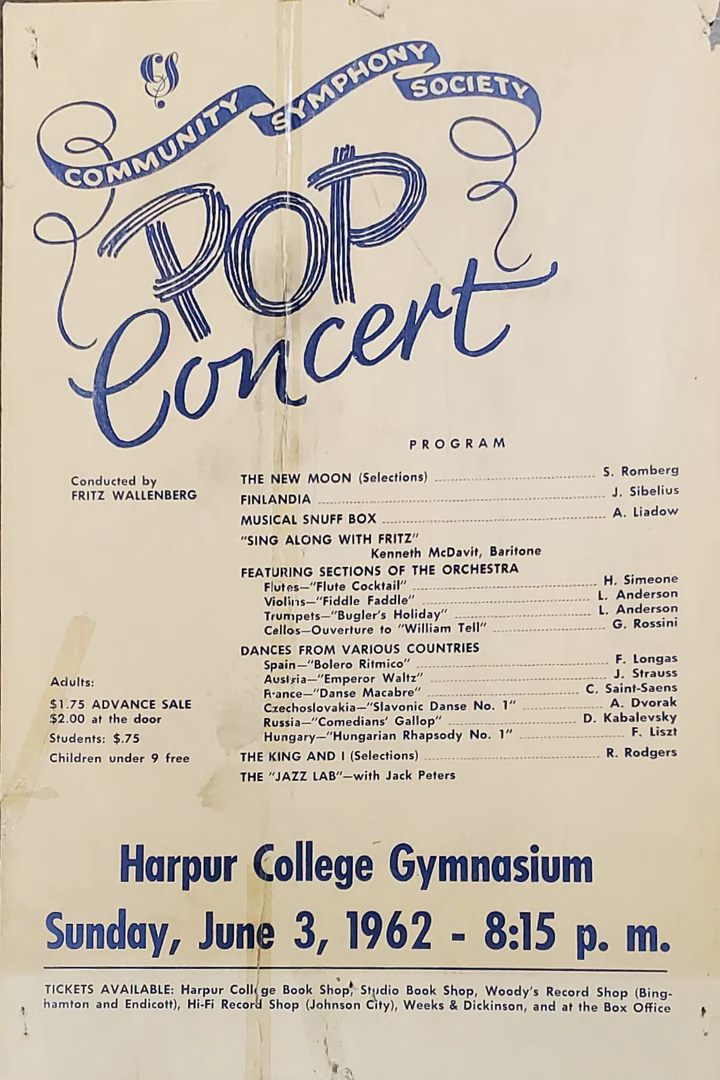 CS
COMMUNITY SYMPHONY SOCIETY
POP
Concert
PROGRAM
Conducted by
FRITZ WALLENBERG
THE NEW MOON (Selections) ........ S. Romberg
FINLANDIA ........ J. Sibelius
MUSICAL SNUFF BOX ........ A. Liadow
"SING ALONG WITH FRITZ"
Kenneth McDavit, Baritone
FEATURING SECTIONS OF THE ORCHESTRA
Flutes—"Flute Cocktail" ........ H. Simeone
Violins—"Fiddle Faddle" ........ L. Anderson
Trumpets—"Bugler's Holiday" ........ L. Anderson
Cellos—Ouverture to "William Tell" ........ G. Rossini
DANCES FROM VARIOUS COUNTRIES
Spain—"Bolero Ritmico" ........ F. Longas
Austria—"Emperor Waltz" ........ J. Strauss
France—"Danse Macabre" ........ C. Saint-Saens
Czechoslovakia—"Slavonic Danse No. 1" ........ A. Dvorak
Russia—"Comedians' Gallop" ........ D. Kabalevsky
Hungary—"Hungarian Rhapsody No. 1" ........ F. Liszt
THE KING AND I (Selections) ........ R. Rodgers
THE "JAZZ LAB"—with Jack Peters
Adults:
$1.75 ADVANCE SALE
$2.00 at the door
Students: $.75
Children under 9 free
Harpur College Gymnasium
Sunday, June 3, 1962 - 8:15 p. m.
TICKETS AVAILABLE: Harpur College Book Shop, Studio Book Shop, Woody's Record Shop (Bing-
hamton and Endicott), Hi-Fi Record Shop (Johnson City), Weeks & Dickinson, and at the Box Office